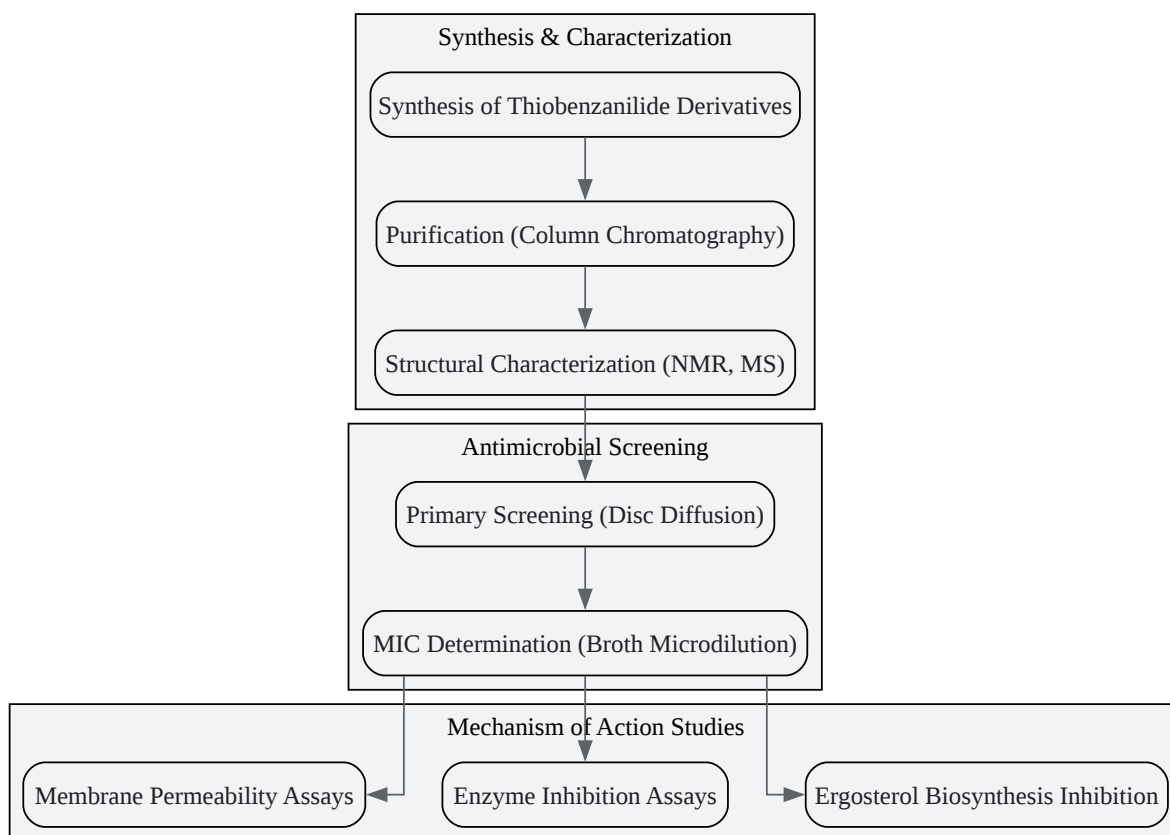 Synthesis & Characterization
Synthesis of Thiobenzanilide Derivatives
Purification (Column Chromatography)
Structural Characterization (NMR, MS)
Antimicrobial Screening
Primary Screening (Disc Diffusion)
MIC Determination (Broth Microdilution)
Mechanism of Action Studies
Membrane Permeability Assays
Enzyme Inhibition Assays
Ergosterol Biosynthesis Inhibition